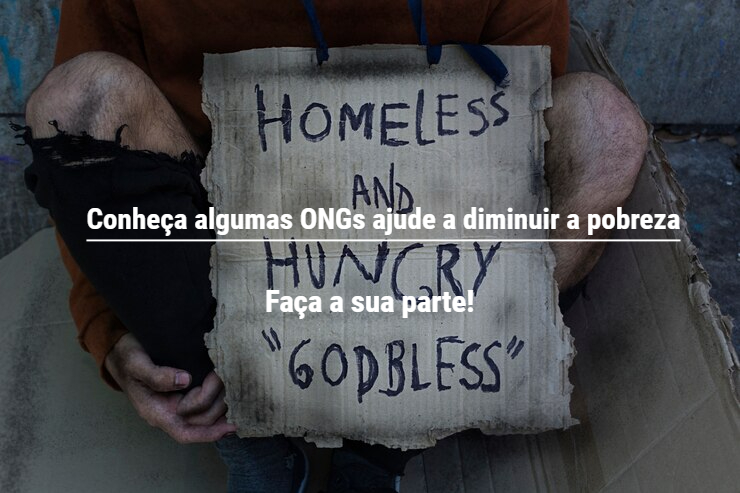 HOMELESS
AND
Conheça algumas ONGs ajude a diminuir a pobreza
HUNGRY
Faça a sua parte!
"GODBLESS"